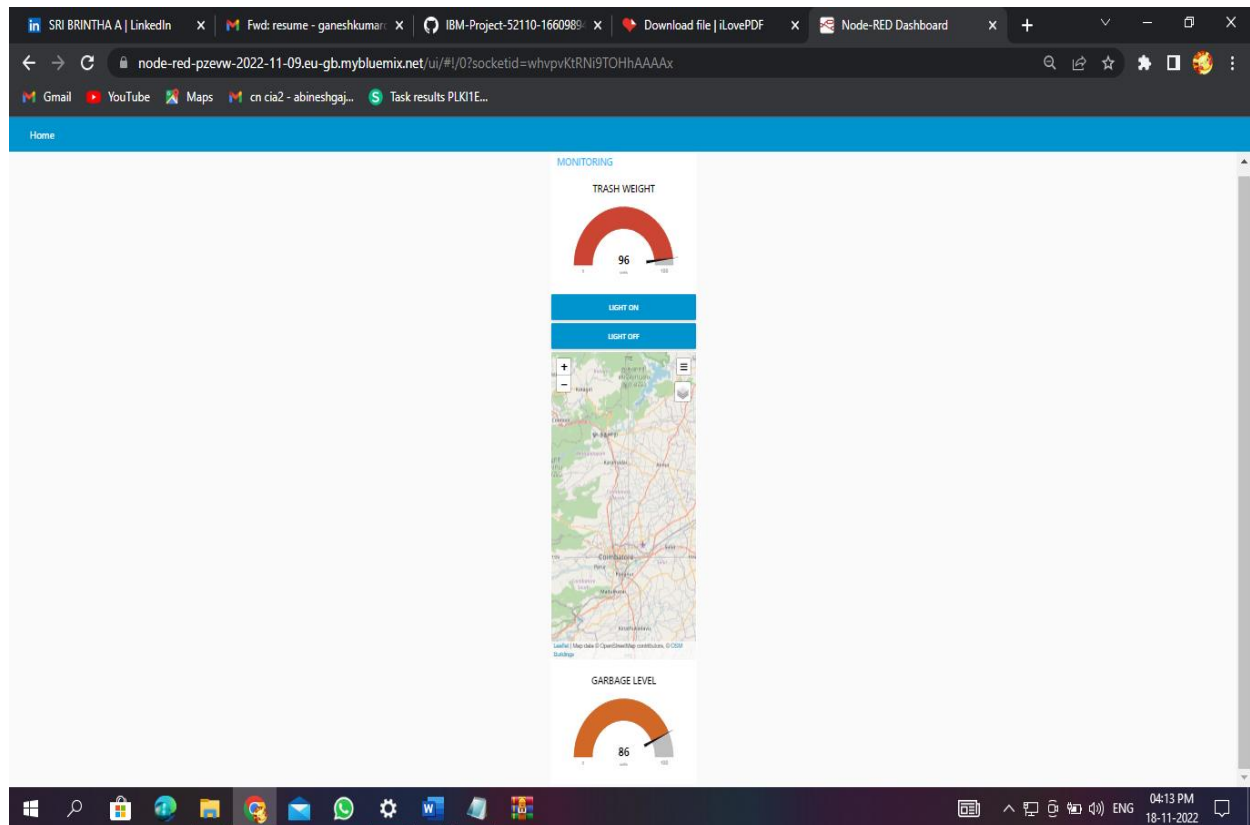 SRI BRINTHA A | LinkedIn
Fwd: resume - ganeshkumar
IBM-Project-52110-16609894
Download file | iLovePDF
Node-RED Dashboard
node-red-pzevw-2022-11-09.eu-gb.mybluemix.net/ui/#!/0?socketid=whvpvKtRNi9TOHhAAAAx
Gmail
YouTube
Maps
cn cia2 - abineshgaj...
Task results PLKI1E...
Home
MONITORING
TRASH WEIGHT
96
units
LIGHT ON
LIGHT OFF
+
−
Coimbatore
Leaflet | Map data © OpenStreetMap contributors, © OSM
Buildings
GARBAGE LEVEL
86
units
ENG
04:13 PM
18-11-2022